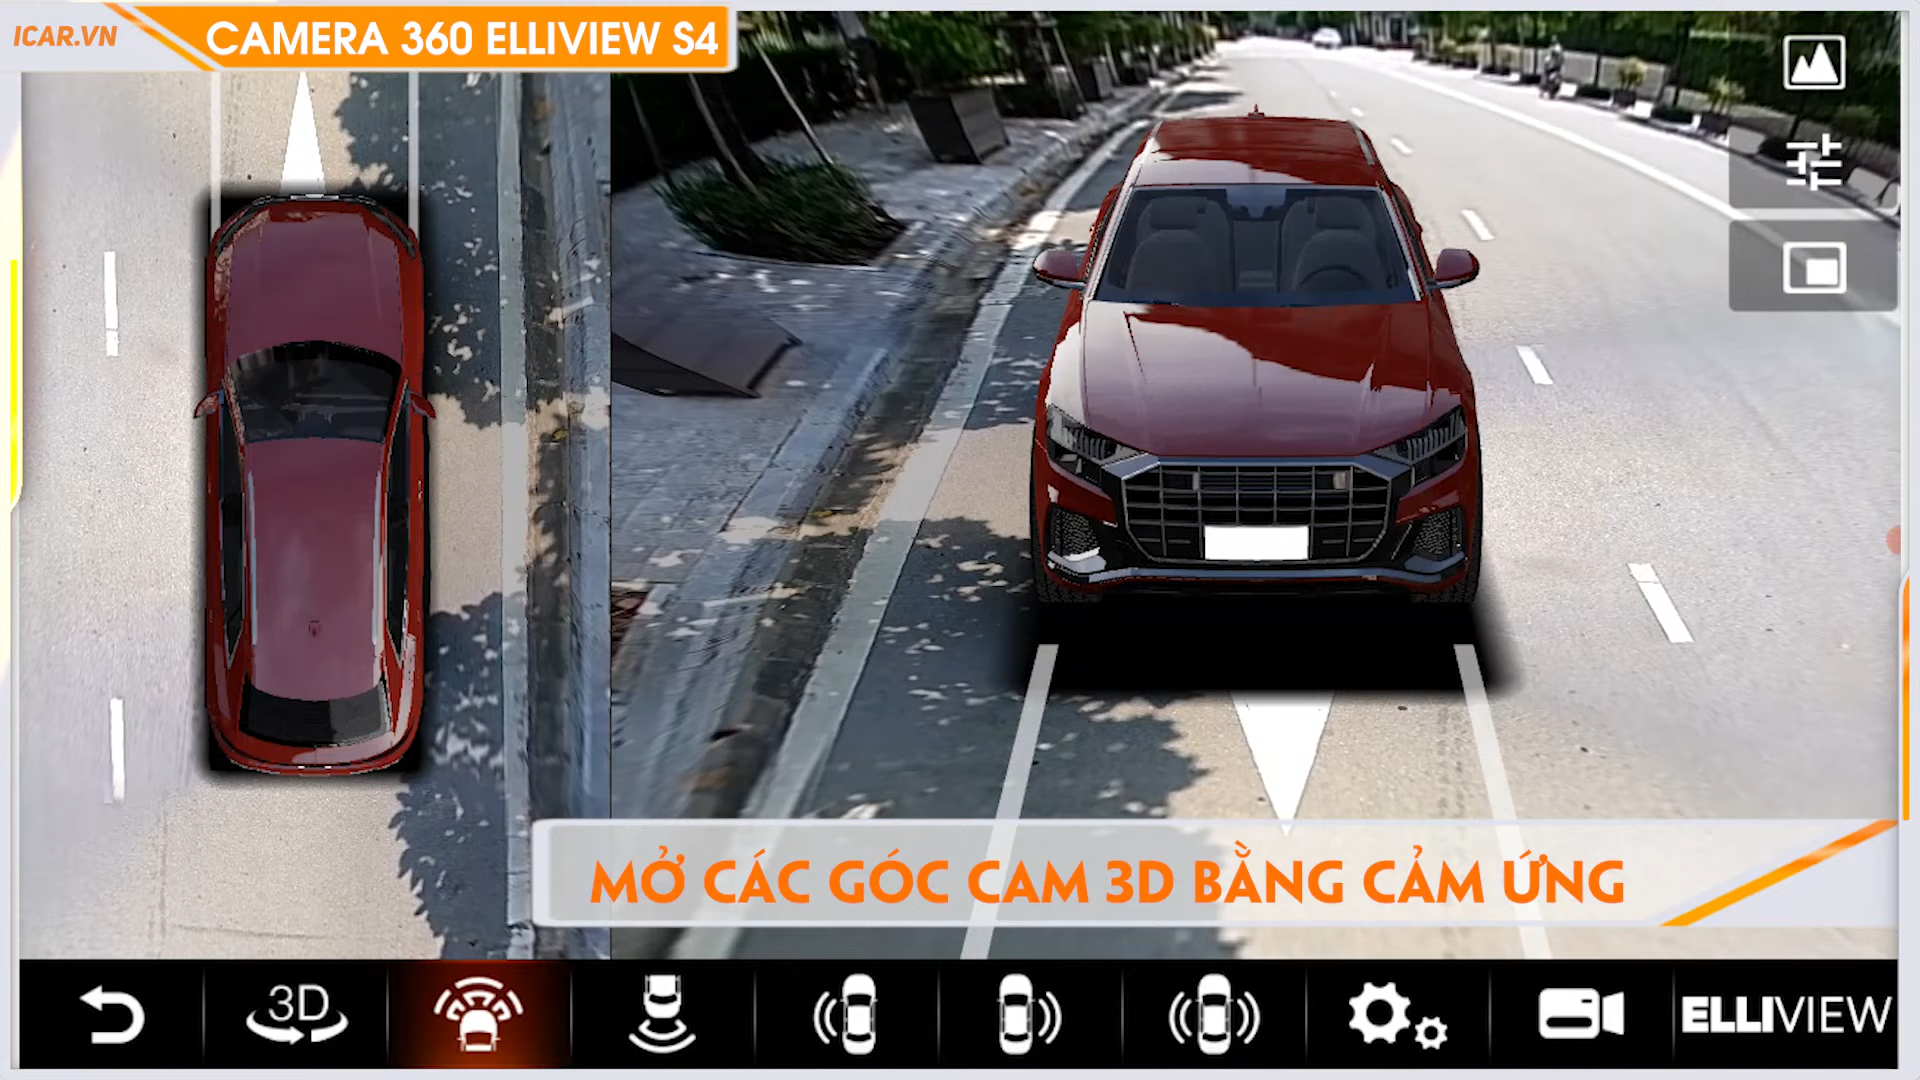 ICAR.VN
CAMERA 360 ELLIVIEW S4
MỞ CÁC GÓC CAM 3D BẰNG CẢM ỨNG
3D
ELLIVIEW